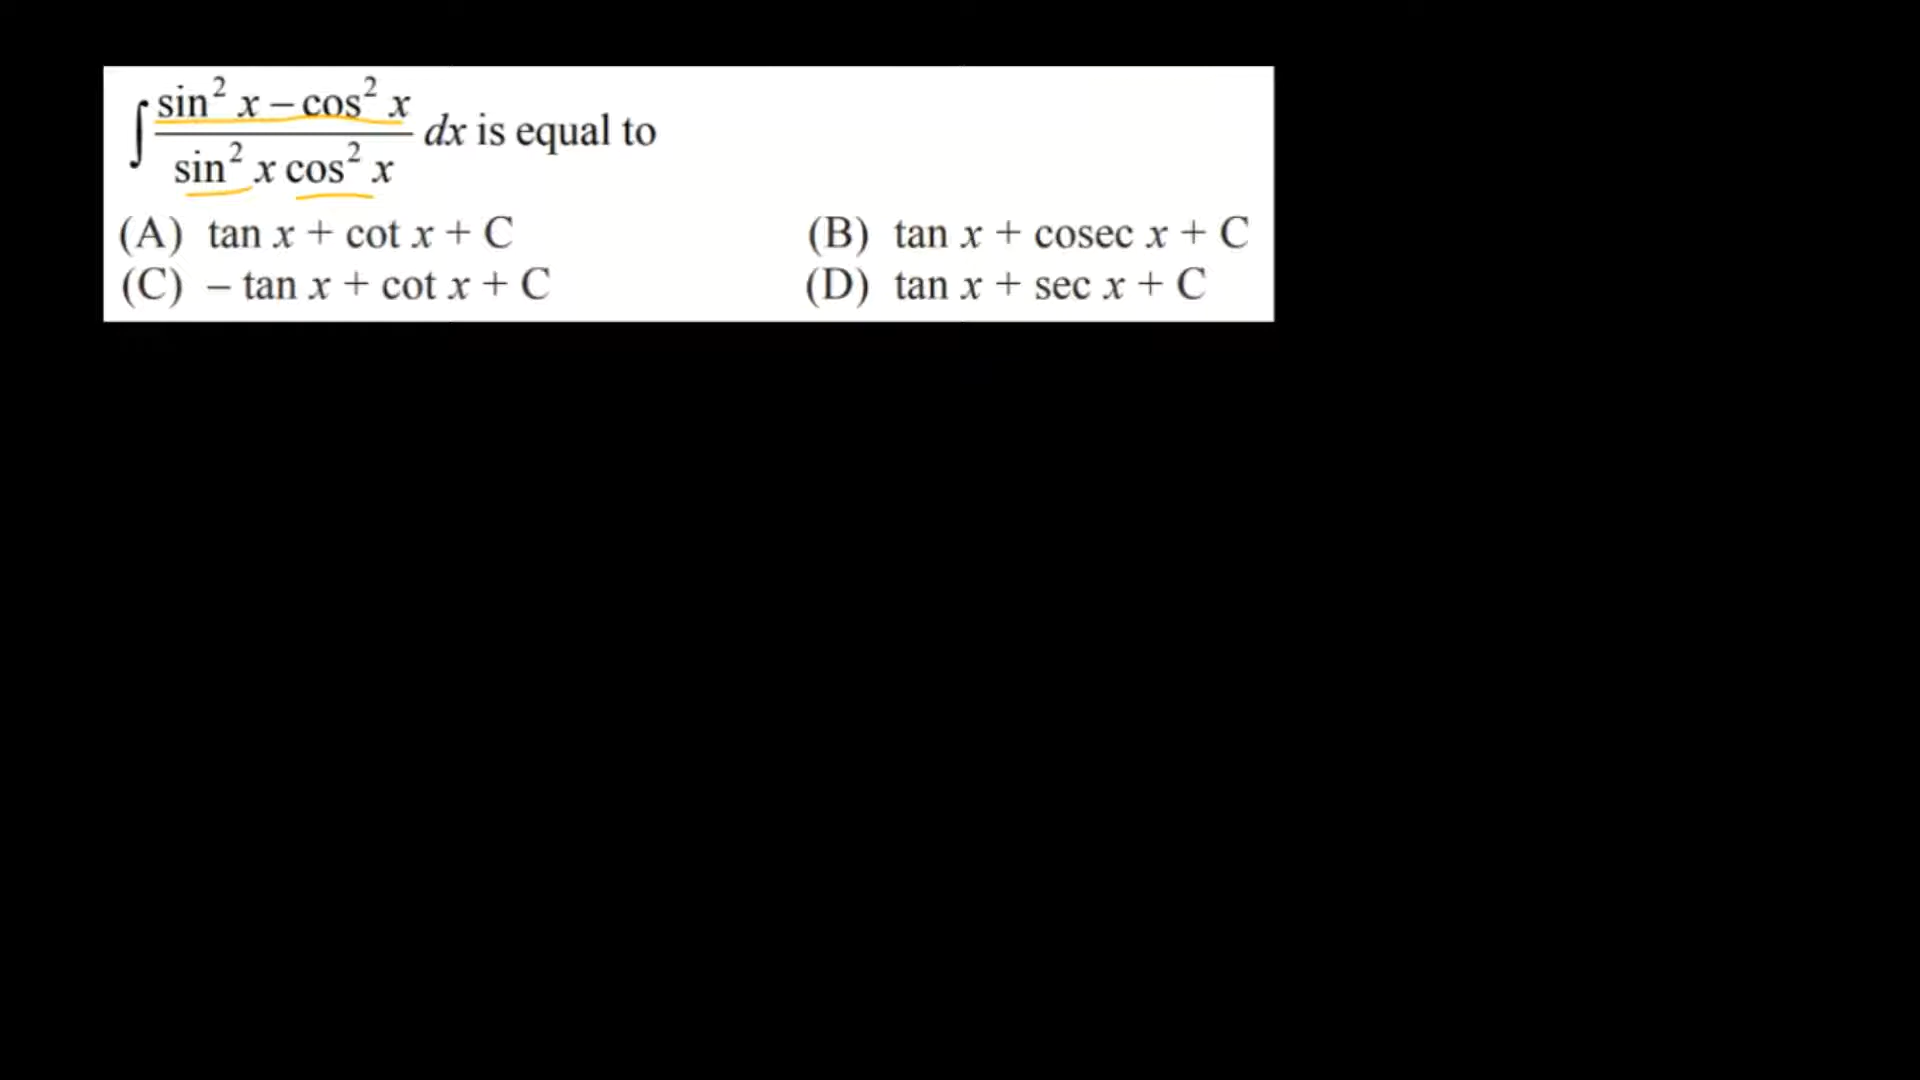 ∫ (sin² x – cos² x)/(sin² x cos² x) dx is equal to
(A) tan x + cot x + C (B) tan x + cosec x + C
(C) – tan x + cot x + C (D) tan x + sec x + C